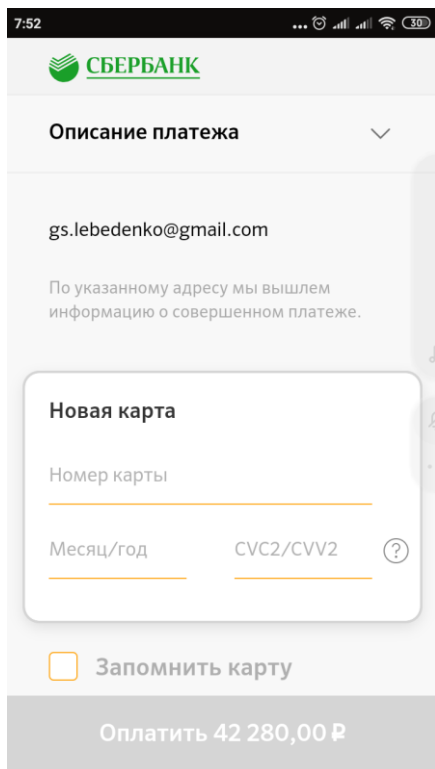 7:52
30
СБЕРБАНК
Описание платежа
gs.lebedenko@gmail.com
По указанному адресу мы вышлем
информацию о совершенном платеже.
Новая карта
Номер карты
Месяц/год CVC2/CVV2 ?
Запомнить карту
Оплатить 42 280,00 ₽